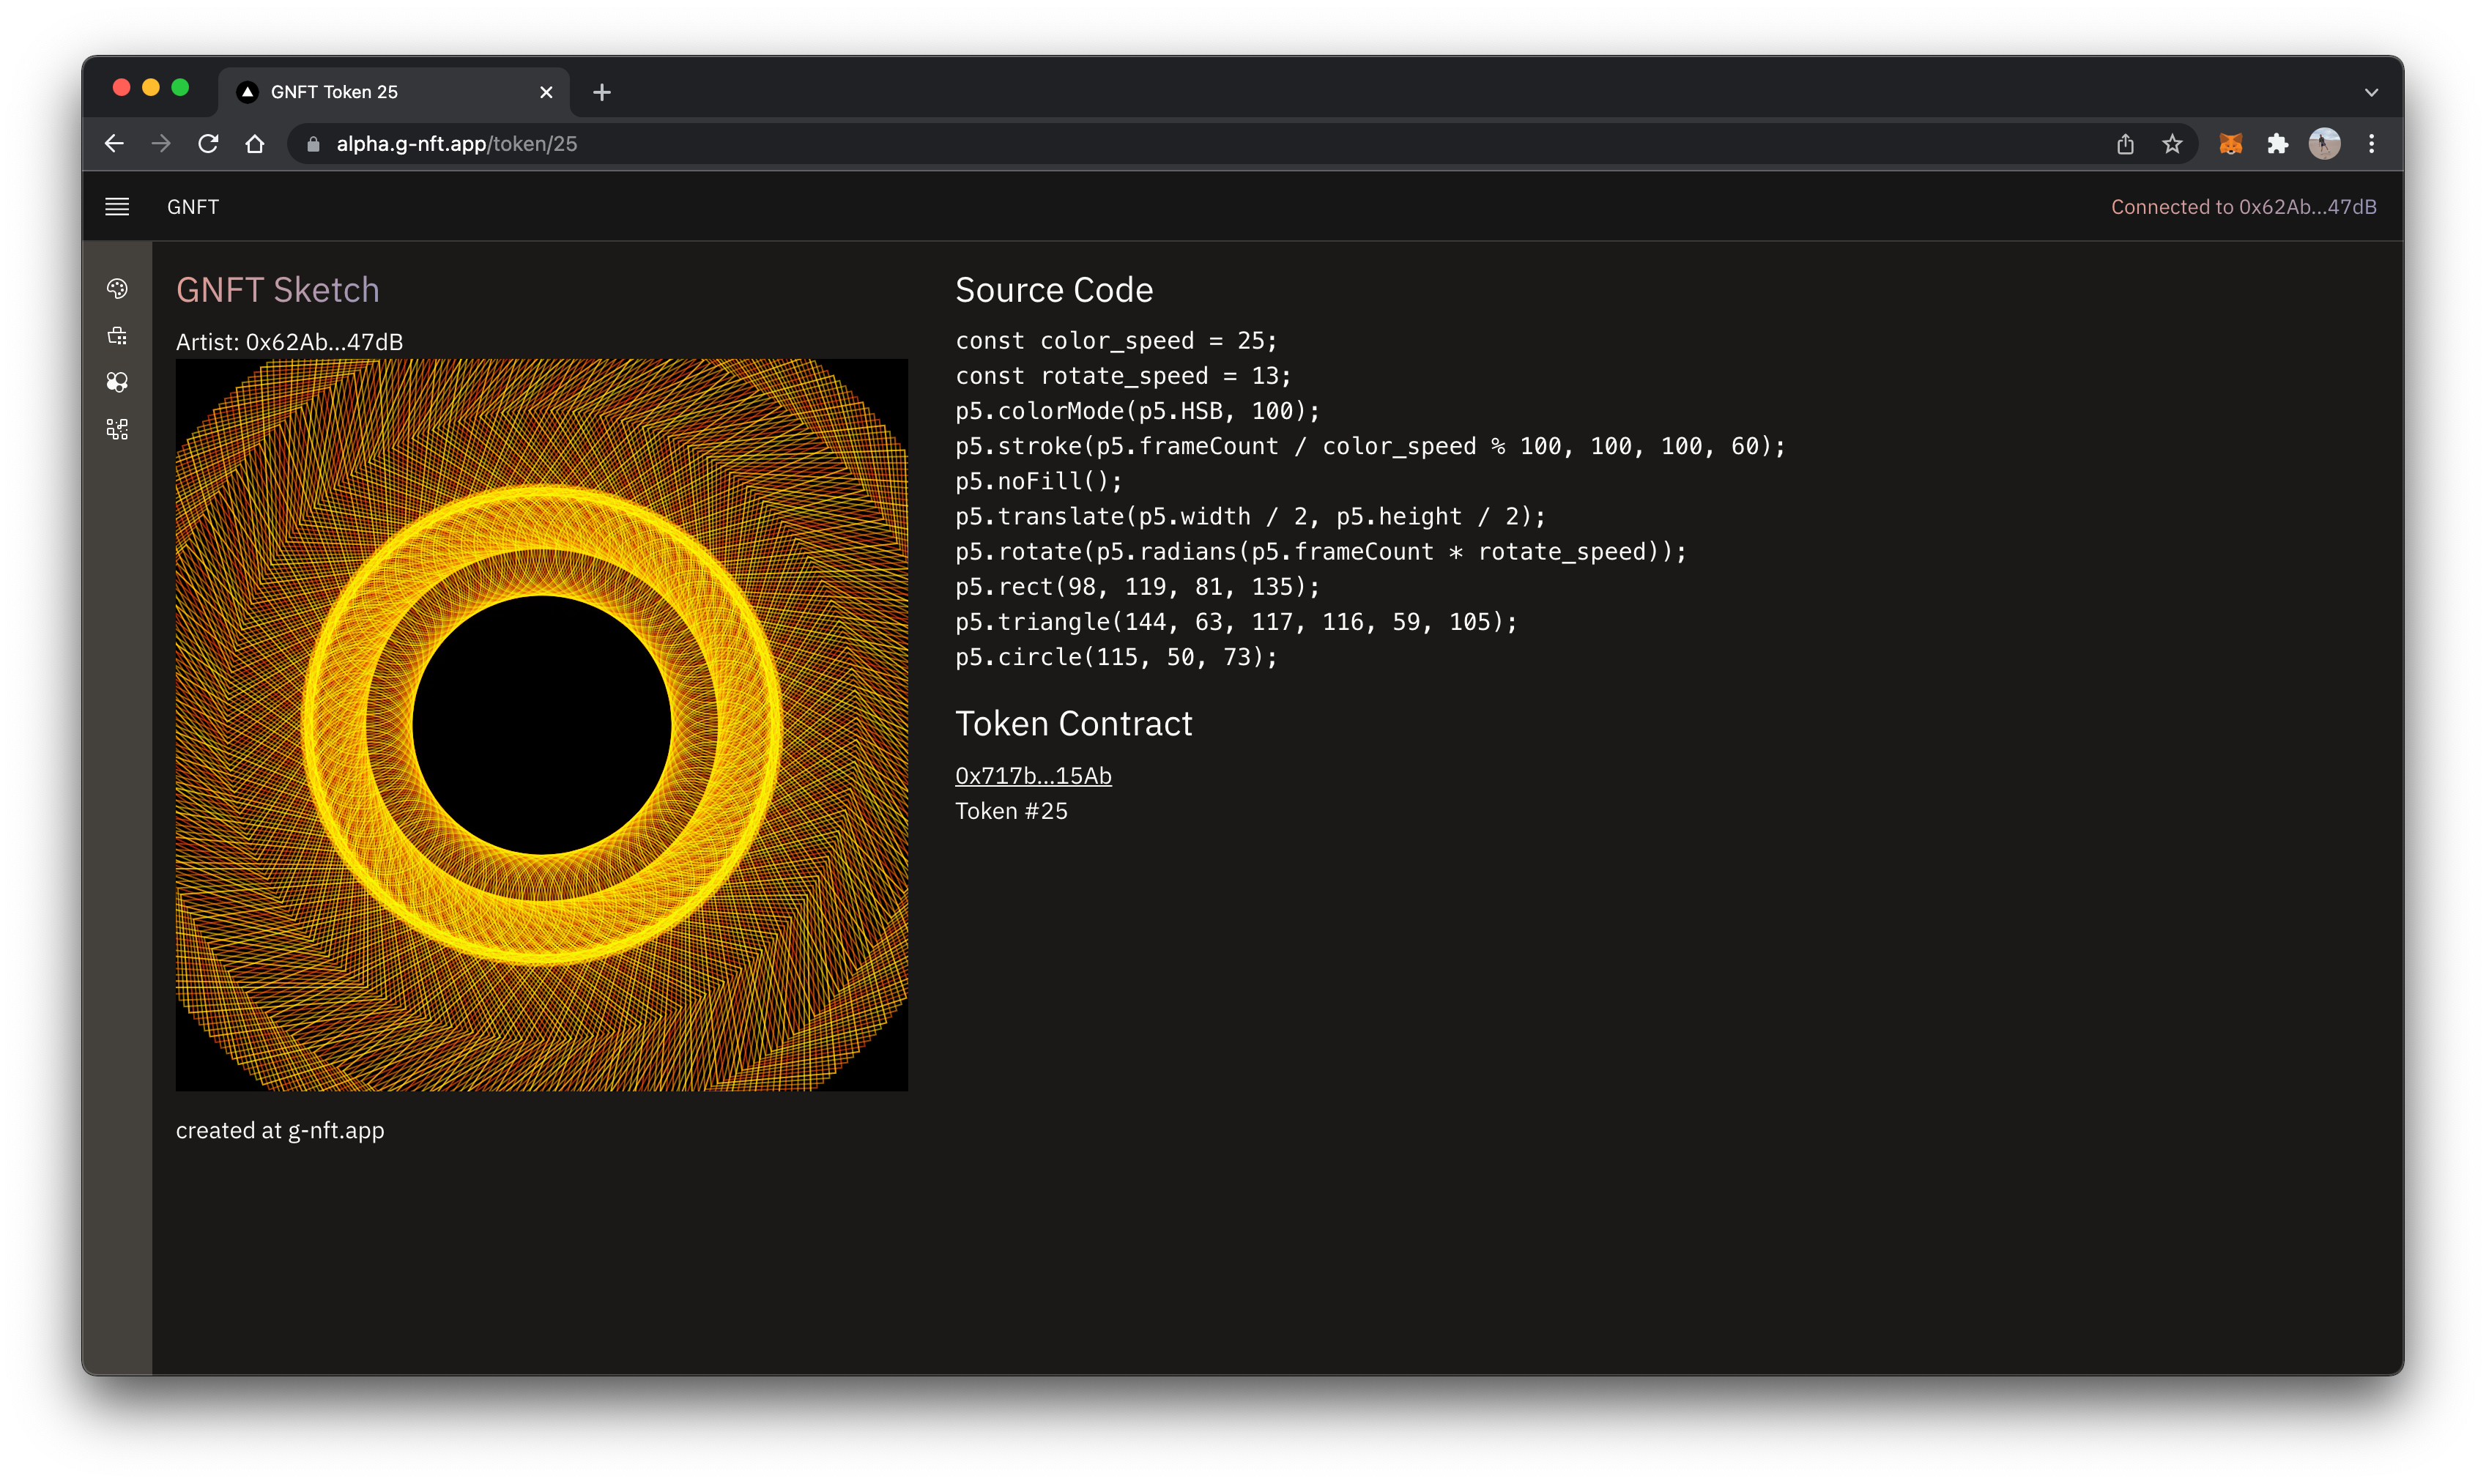 GNFT Token 25
alpha.g-nft.app/token/25
GNFT
Connected to 0x62Ab...47dB
GNFT Sketch
Artist: 0x62Ab...47dB
created at g-nft.app
Source Code
const color_speed = 25;
const rotate_speed = 13;
p5.colorMode(p5.HSB, 100);
p5.stroke(p5.frameCount / color_speed % 100, 100, 100, 60);
p5.noFill();
p5.translate(p5.width / 2, p5.height / 2);
p5.rotate(p5.radians(p5.frameCount * rotate_speed));
p5.rect(98, 119, 81, 135);
p5.triangle(144, 63, 117, 116, 59, 105);
p5.circle(115, 50, 73);
Token Contract
0x717b...15Ab
Token #25